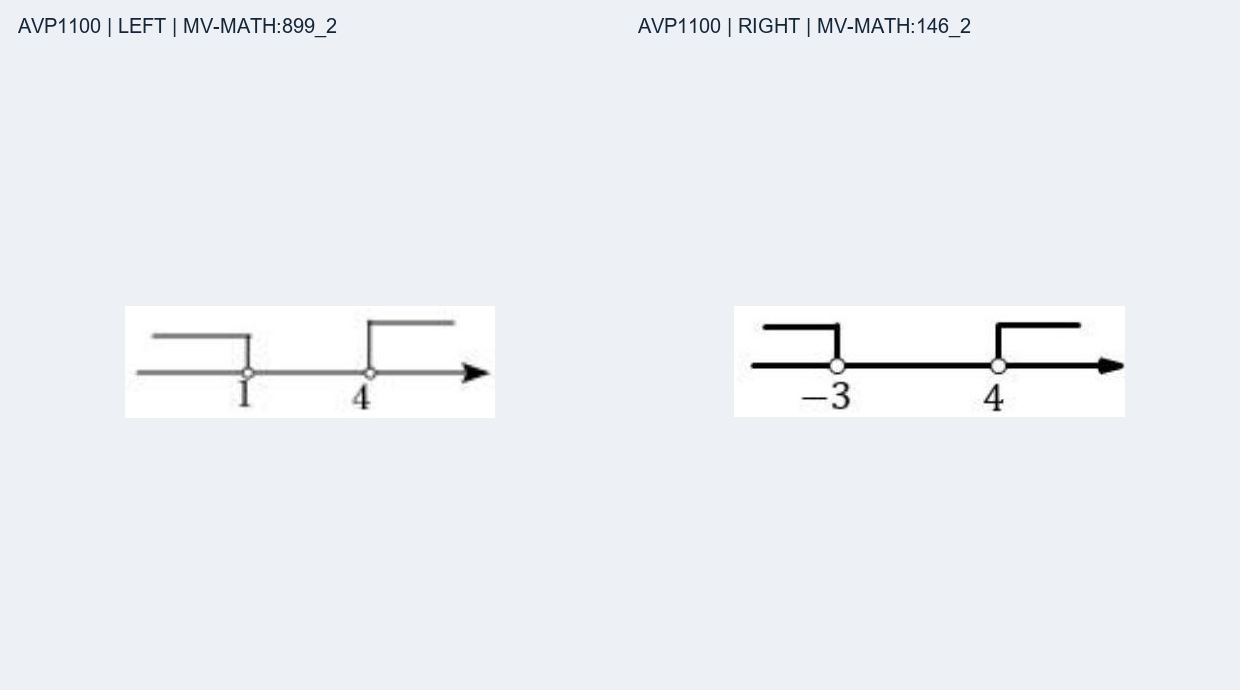 AVP1100 | LEFT | MV-MATH:899_2
AVP1100 | RIGHT | MV-MATH:146_2
1 4
−3 4